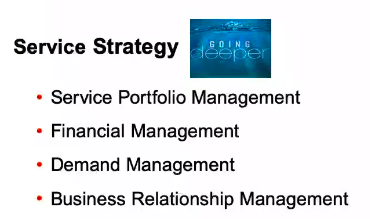 Service Strategy
GOING
deeper
• Service Portfolio Management
• Financial Management
• Demand Management
• Business Relationship Management